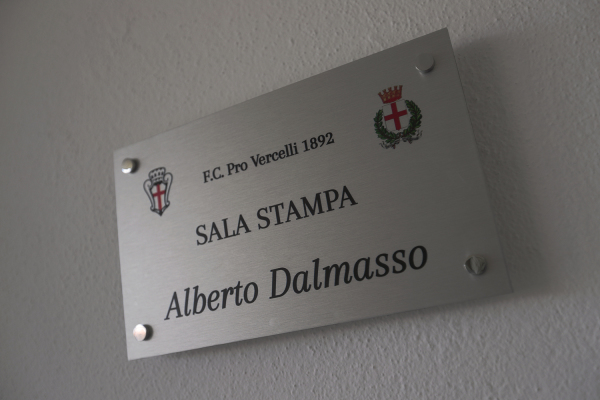 F.C. Pro Vercelli 1892
SALA STAMPA
Alberto Dalmasso